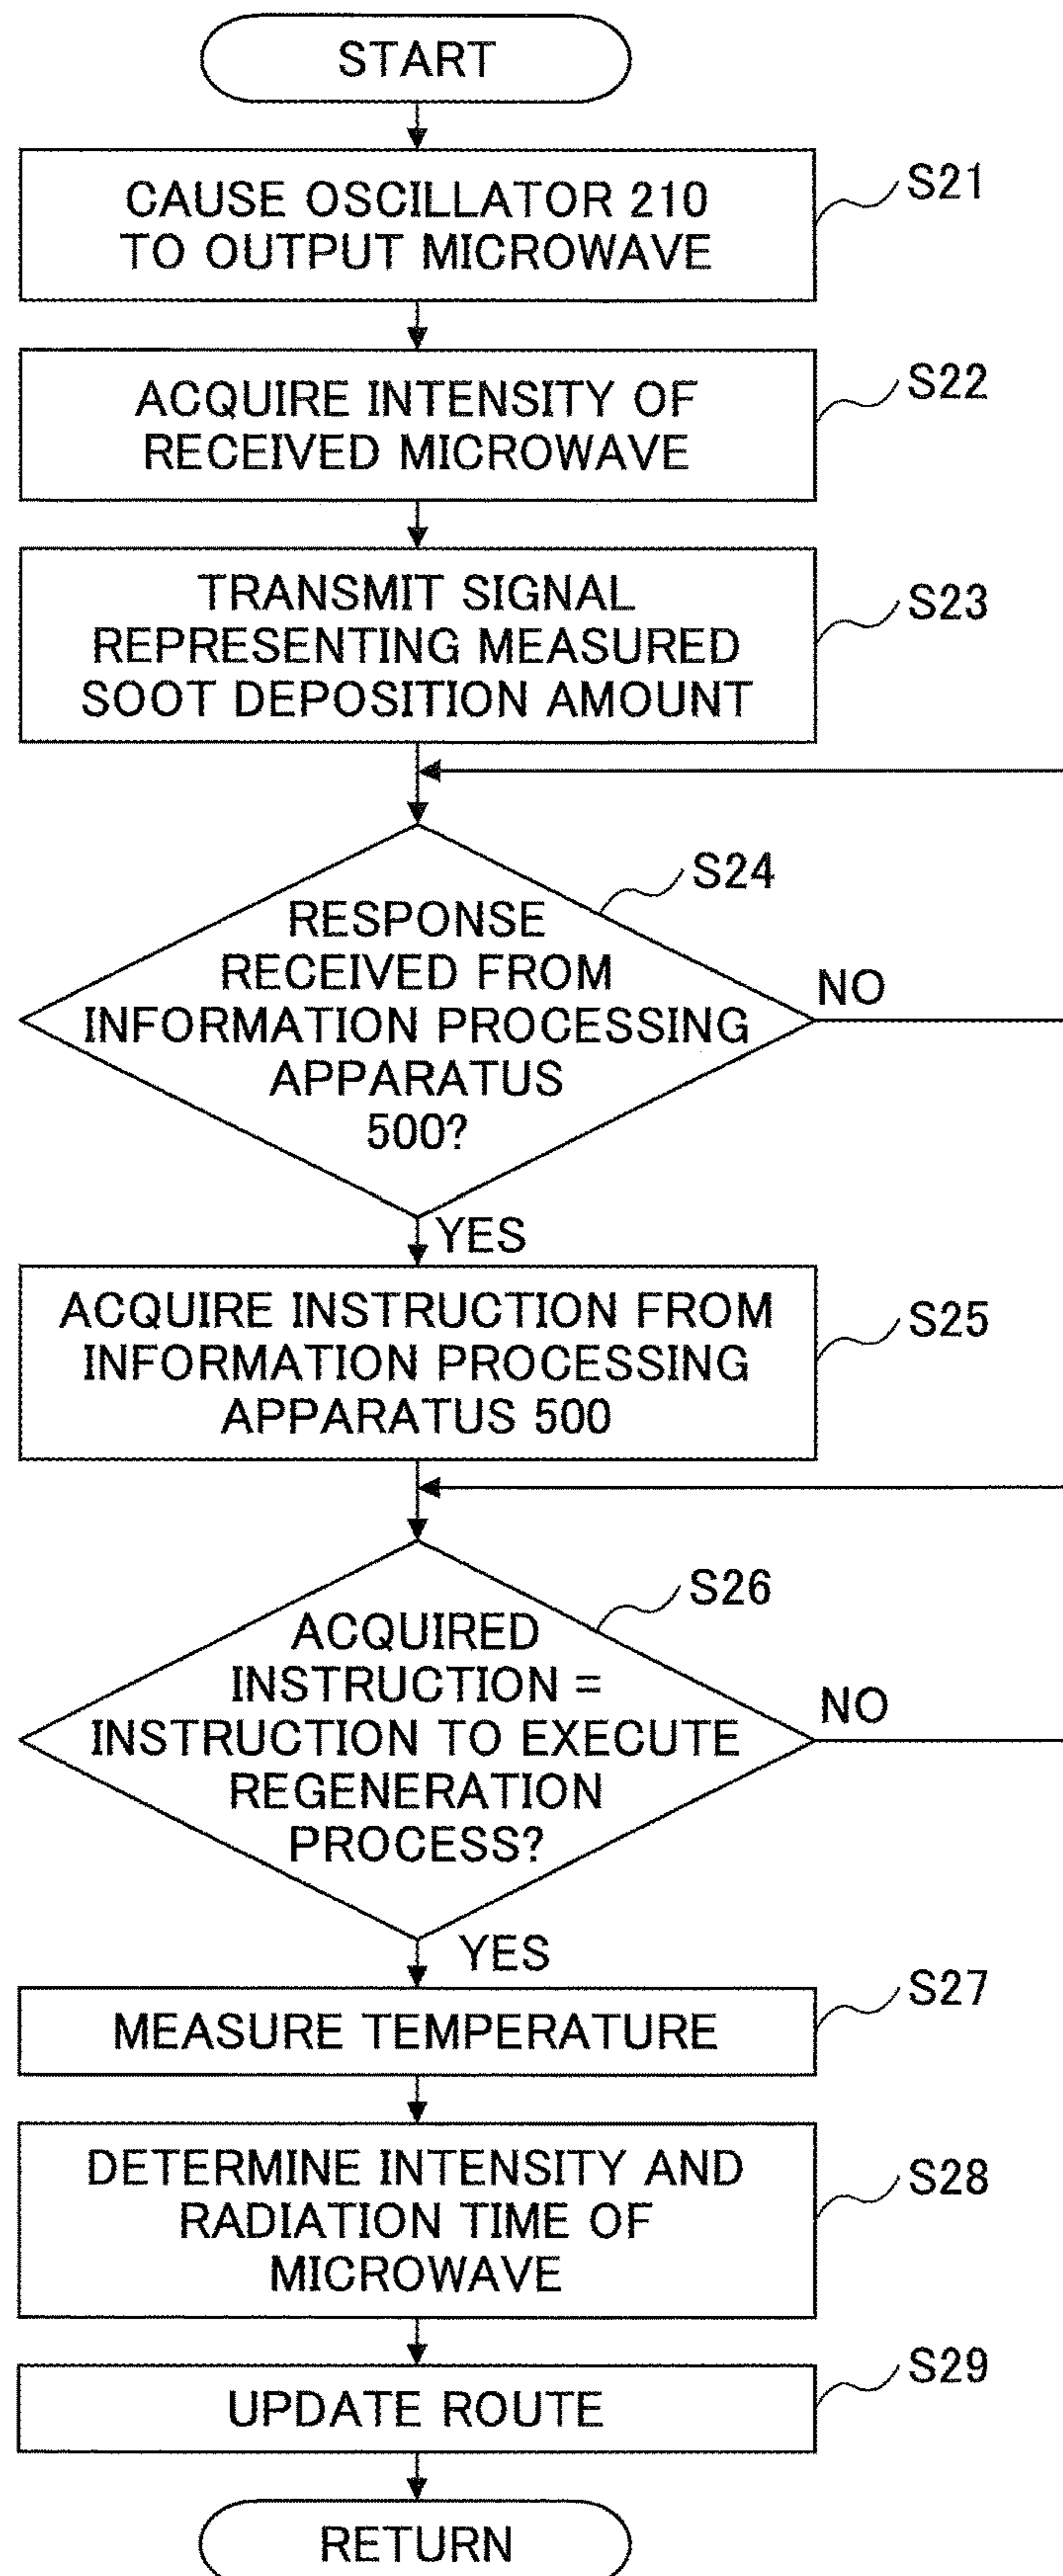 START
CAUSE OSCILLATOR 210
TO OUTPUT MICROWAVE
S21
ACQUIRE INTENSITY OF
RECEIVED MICROWAVE
S22
TRANSMIT SIGNAL
REPRESENTING MEASURED
SOOT DEPOSITION AMOUNT
S23
S24
RESPONSE
RECEIVED FROM
INFORMATION PROCESSING
APPARATUS
500?
NO
YES
ACQUIRE INSTRUCTION FROM
INFORMATION PROCESSING
APPARATUS 500
S25
S26
ACQUIRED
INSTRUCTION =
INSTRUCTION TO EXECUTE
REGENERATION
PROCESS?
NO
YES
MEASURE TEMPERATURE
S27
DETERMINE INTENSITY AND
RADIATION TIME OF
MICROWAVE
S28
UPDATE ROUTE
S29
RETURN